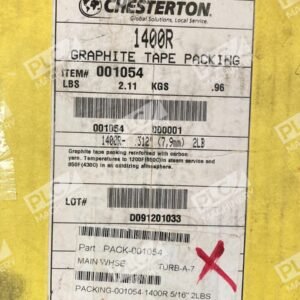 CHESTERTON
Global Solutions, Local Service.
1400R
GRAPHITE TAPE PACKING
ITEM# 001054
LBS 2.11 KGS .96
001054 000001
1400R- .312" (7,9mm) 2LB
Graphite tape packing reinforced with carbon
yarn. Temperatures to 1200F(650C) in steam service and
850F(430C) in an oxidizing atmosphere.
LOT#
D091201033
Part PACK-001054
MAIN WHSE TURB-A-7
X
PACKING-001054 1400R 5/16" 2LBS